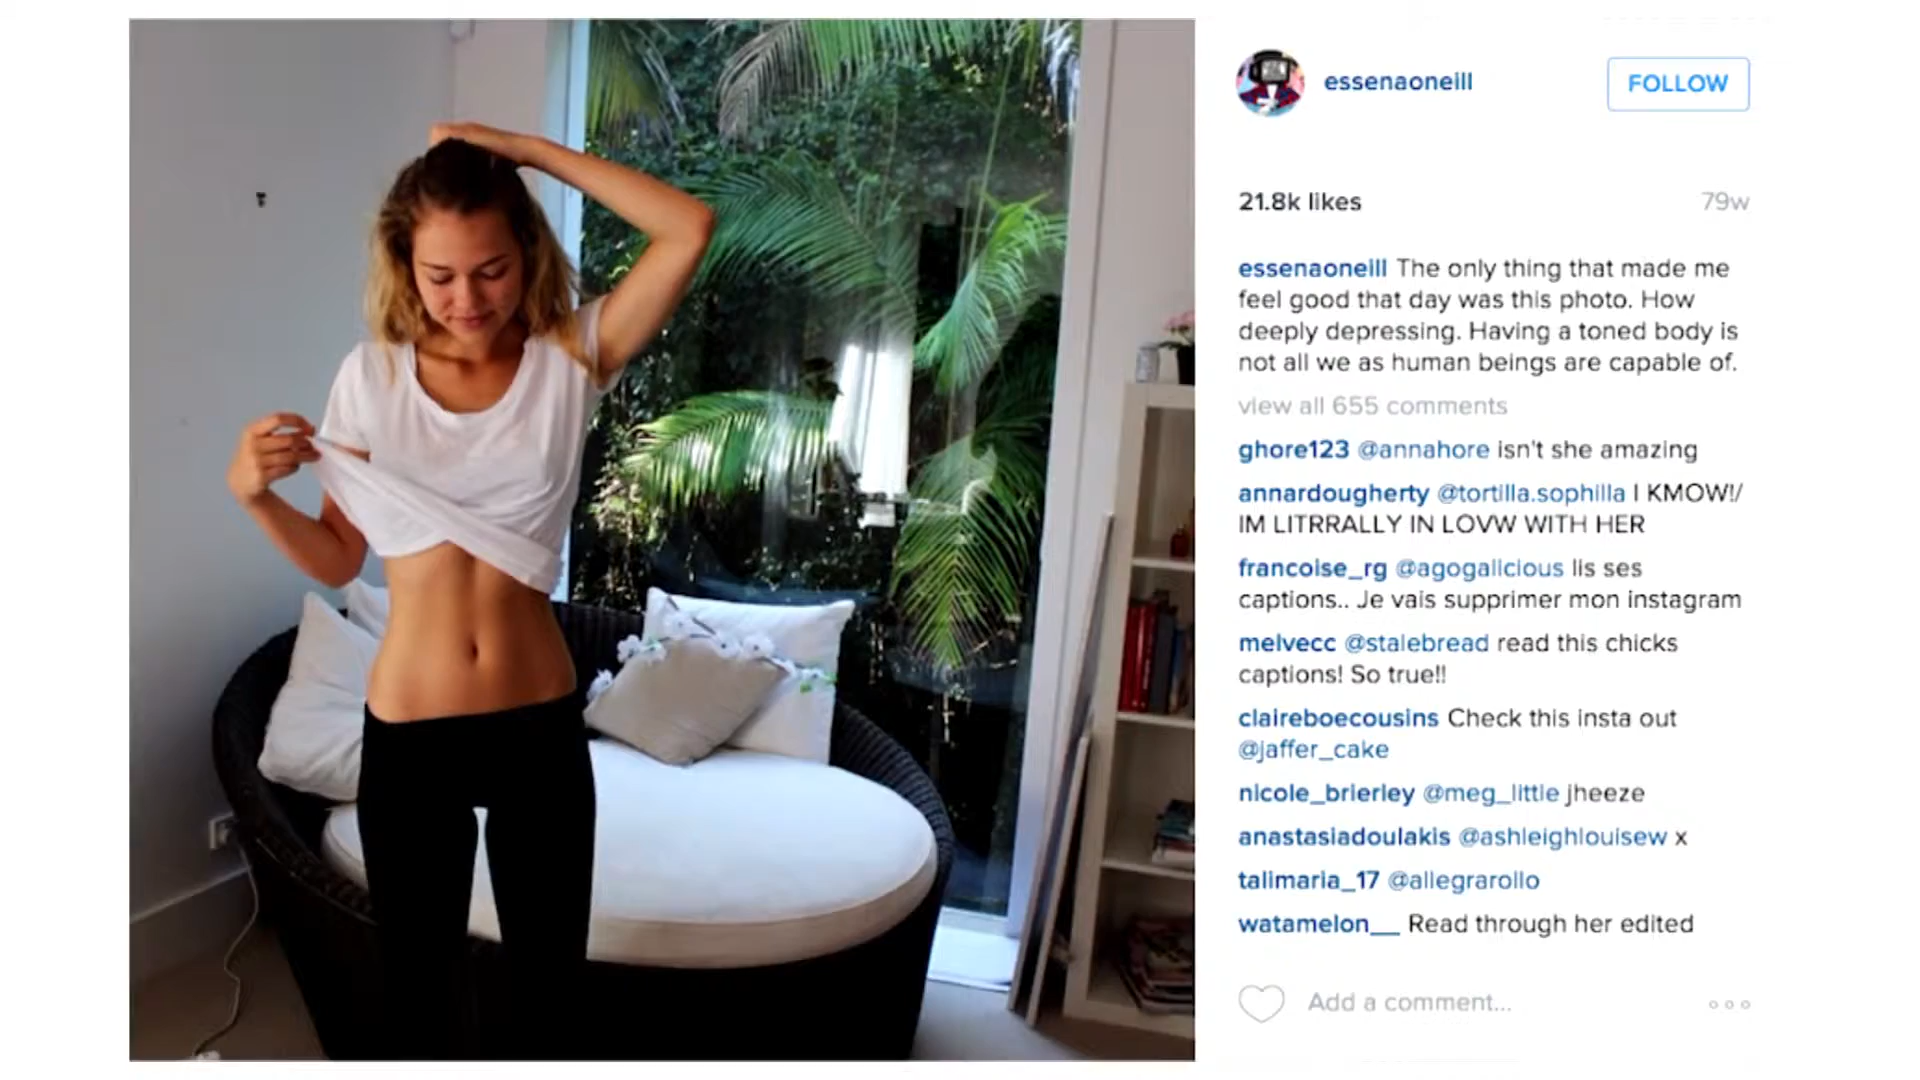 essenaoneill
FOLLOW
21.8k likes
79w
essenaoneill The only thing that made me
feel good that day was this photo. How
deeply depressing. Having a toned body is
not all we as human beings are capable of.
view all 655 comments
ghore123 @annahore isn't she amazing
annardougherty @tortilla.sophilla I KMOW!/
IM LITRRALLY IN LOVW WITH HER
francoise_rg @agogalicious lis ses
captions.. Je vais supprimer mon instagram
melvecc @stalebread read this chicks
captions! So true!!
claireboecousins Check this insta out
@jaffer_cake
nicole_brierley @meg_little jheeze
anastasiadoulakis @ashleighlouisew x
talimaria_17 @allegrarollo
watamelon__ Read through her edited
Add a comment...